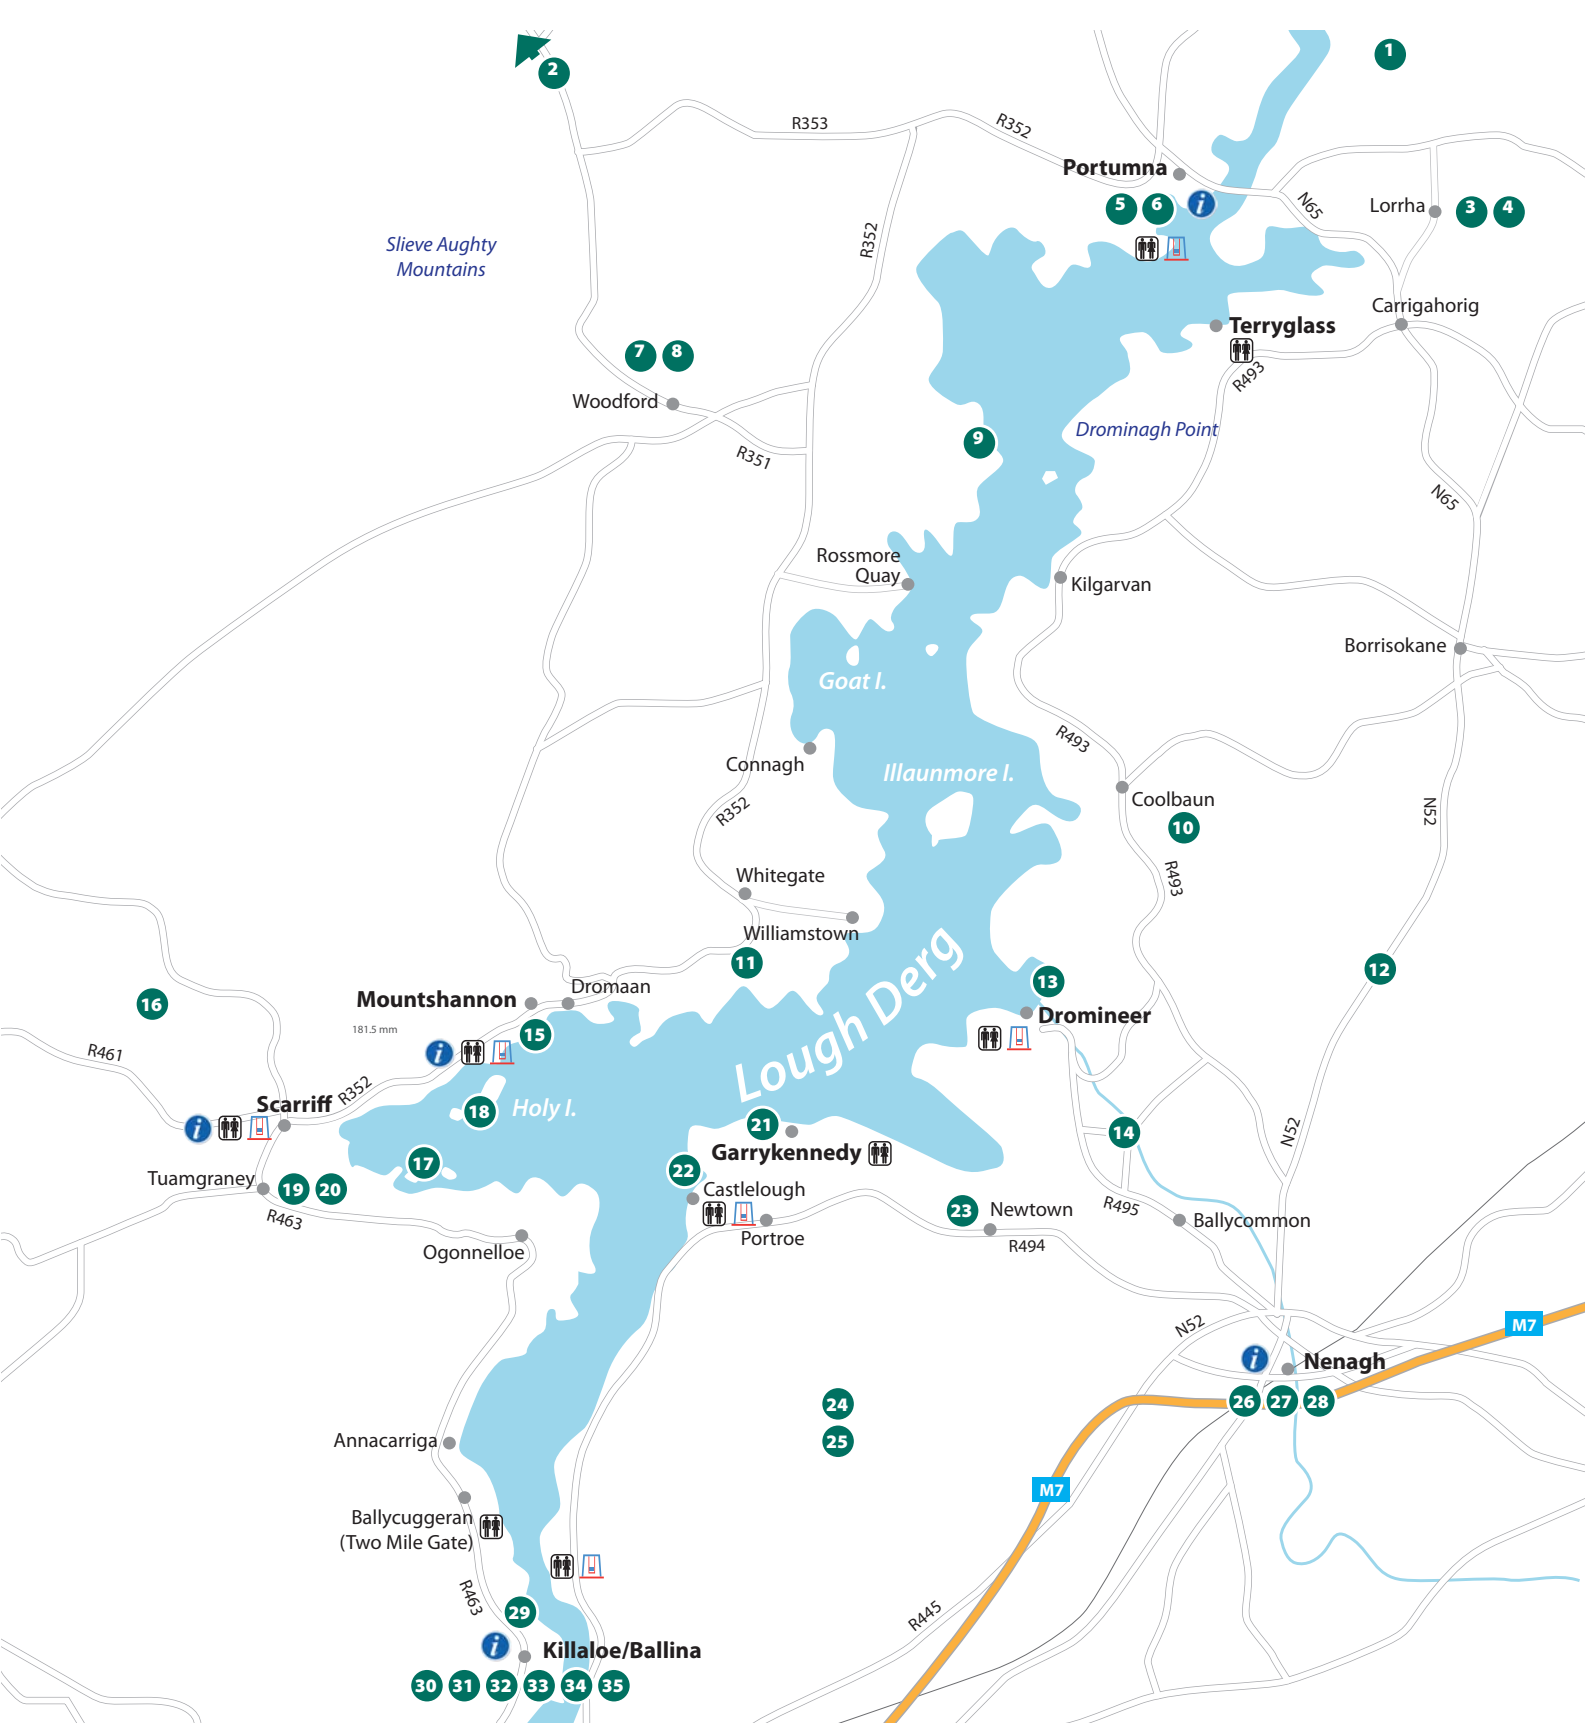 1
2
R353
R352
Portumna
5
6
i
N65
Lorrha
3
4
R352
Slieve Aughty
Mountains
Carrigahorig
Terryglass
7
8
R493
Woodford
Drominagh Point
9
R351
N65
Rossmore
Quay
Kilgarvan
Borrisokane
Goat I.
R493
Connagh
Illaunmore I.
Coolbaun
R352
N52
10
Whitegate
R493
Williamstown
Lough Derg
11
12
13
Dromaan
Mountshannon
16
Dromineer
181.5 mm
15
i
R461
R352
Scarriff
18
Holy I.
i
21
14
N52
Garrykennedy
17
22
Tuamgraney
19
20
Castlelough
R463
23
Newtown
R495
Ballycommon
Portroe
R494
Ogonnelloe
N52
M7
i
Nenagh
24
26
27
28
25
Annacarriga
M7
Ballycuggeran
(Two Mile Gate)
R463
29
R445
i
Killaloe/Ballina
30
31
32
33
34
35